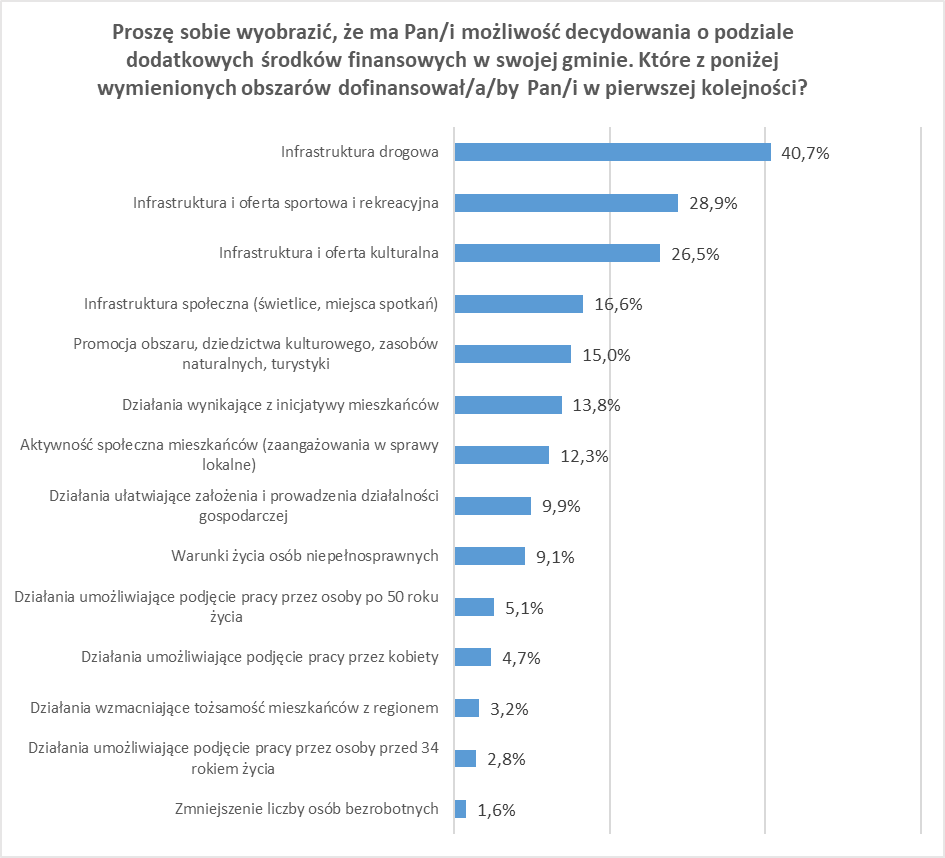 Proszę sobie wyobrazić, że ma Pan/i możliwość decydowania o podziale
dodatkowych środków finansowych w swojej gminie. Które z poniżej
wymienionych obszarów dofinansował/a/by Pan/i w pierwszej kolejności?
Infrastruktura drogowa 40,7%
Infrastruktura i oferta sportowa i rekreacyjna 28,9%
Infrastruktura i oferta kulturalna 26,5%
Infrastruktura społeczna (świetlice, miejsca spotkań) 16,6%
Promocja obszaru, dziedzictwa kulturowego, zasobów
naturalnych, turystyki 15,0%
Działania wynikające z inicjatywy mieszkańców 13,8%
Aktywność społeczna mieszkańców (zaangażowania w sprawy
lokalne) 12,3%
Działania ułatwiające założenia i prowadzenia działalności
gospodarczej 9,9%
Warunki życia osób niepełnosprawnych 9,1%
Działania umożliwiające podjęcie pracy przez osoby po 50 roku
życia 5,1%
Działania umożliwiające podjęcie pracy przez kobiety 4,7%
Działania wzmacniające tożsamość mieszkańców z regionem 3,2%
Działania umożliwiające podjęcie pracy przez osoby przed 34
rokiem życia 2,8%
Zmniejszenie liczby osób bezrobotnych 1,6%